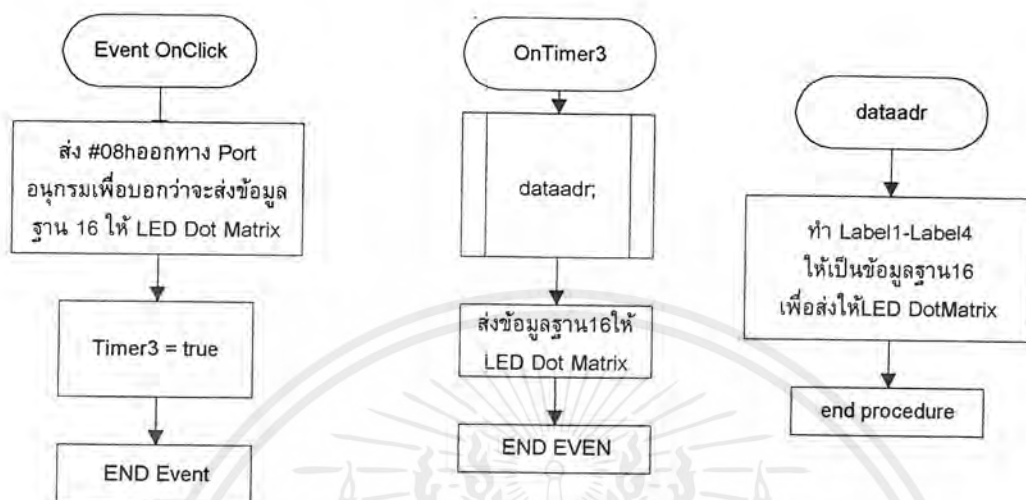 Event OnClick
ส่ง #08hออกทาง Port
อนุกรมเพื่อบอกว่าจะส่งข้อมูล
ฐาน 16 ให้ LED Dot Matrix
Timer3 = true
END Event
OnTimer3
dataadr;
ส่งข้อมูลฐาน16ให้
LED Dot Matrix
END EVEN
dataadr
ทำ Label1-Label4
ให้เป็นข้อมูลฐาน16
เพื่อส่งให้LED DotMatrix
end procedure